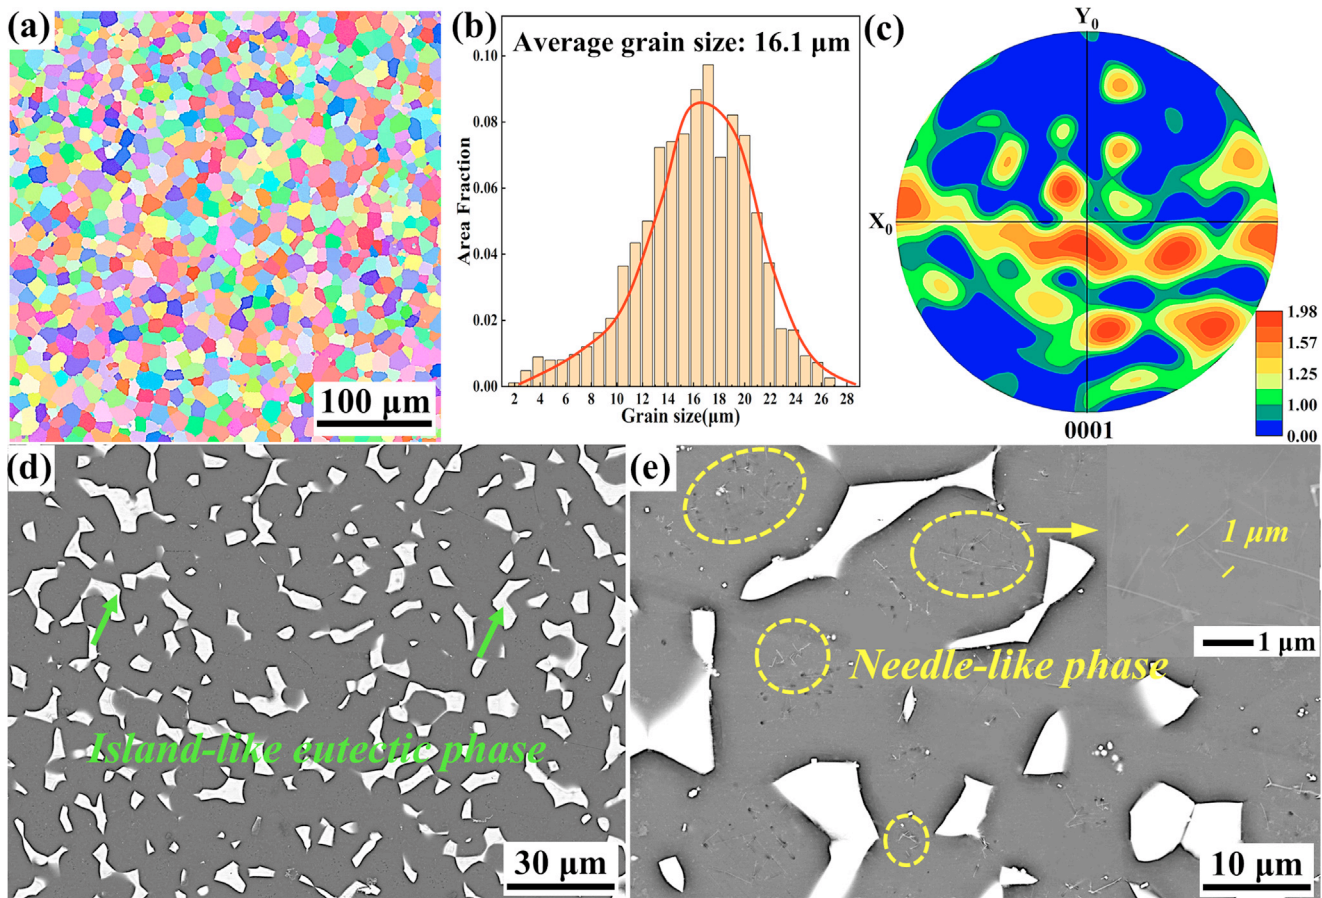 (a)
100 μm
(b)
Average grain size: 16.1 μm
0.10
0.08
0.06
0.04
0.02
0.00
Area Fraction
2 4 6 8 10 12 14 16 18 20 22 24 26 28
Grain size(μm)
(c)
Y0
X0
0001
1.98
1.57
1.25
1.00
0.00
(d)
Island-like eutectic phase
30 μm
(e)
1 μm
1 μm
Needle-like phase
10 μm